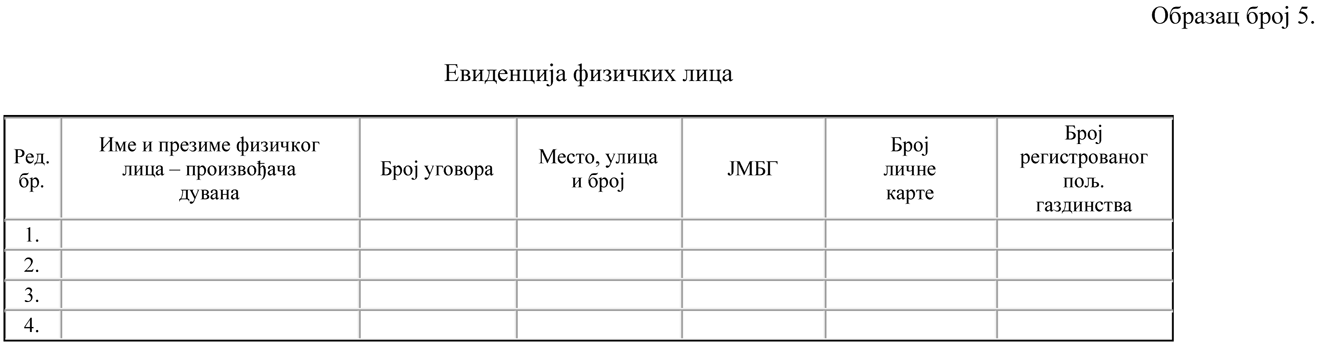 Образац број 5.
Евиденција физичких лица
Ред.
бр.
Име и презиме физичког
лица – произвођача
дувана
Број уговора
Место, улица
и број
ЈМБГ
Број
личне
карте
Број
регистрованог
пољ.
газдинства
1.
2.
3.
4.